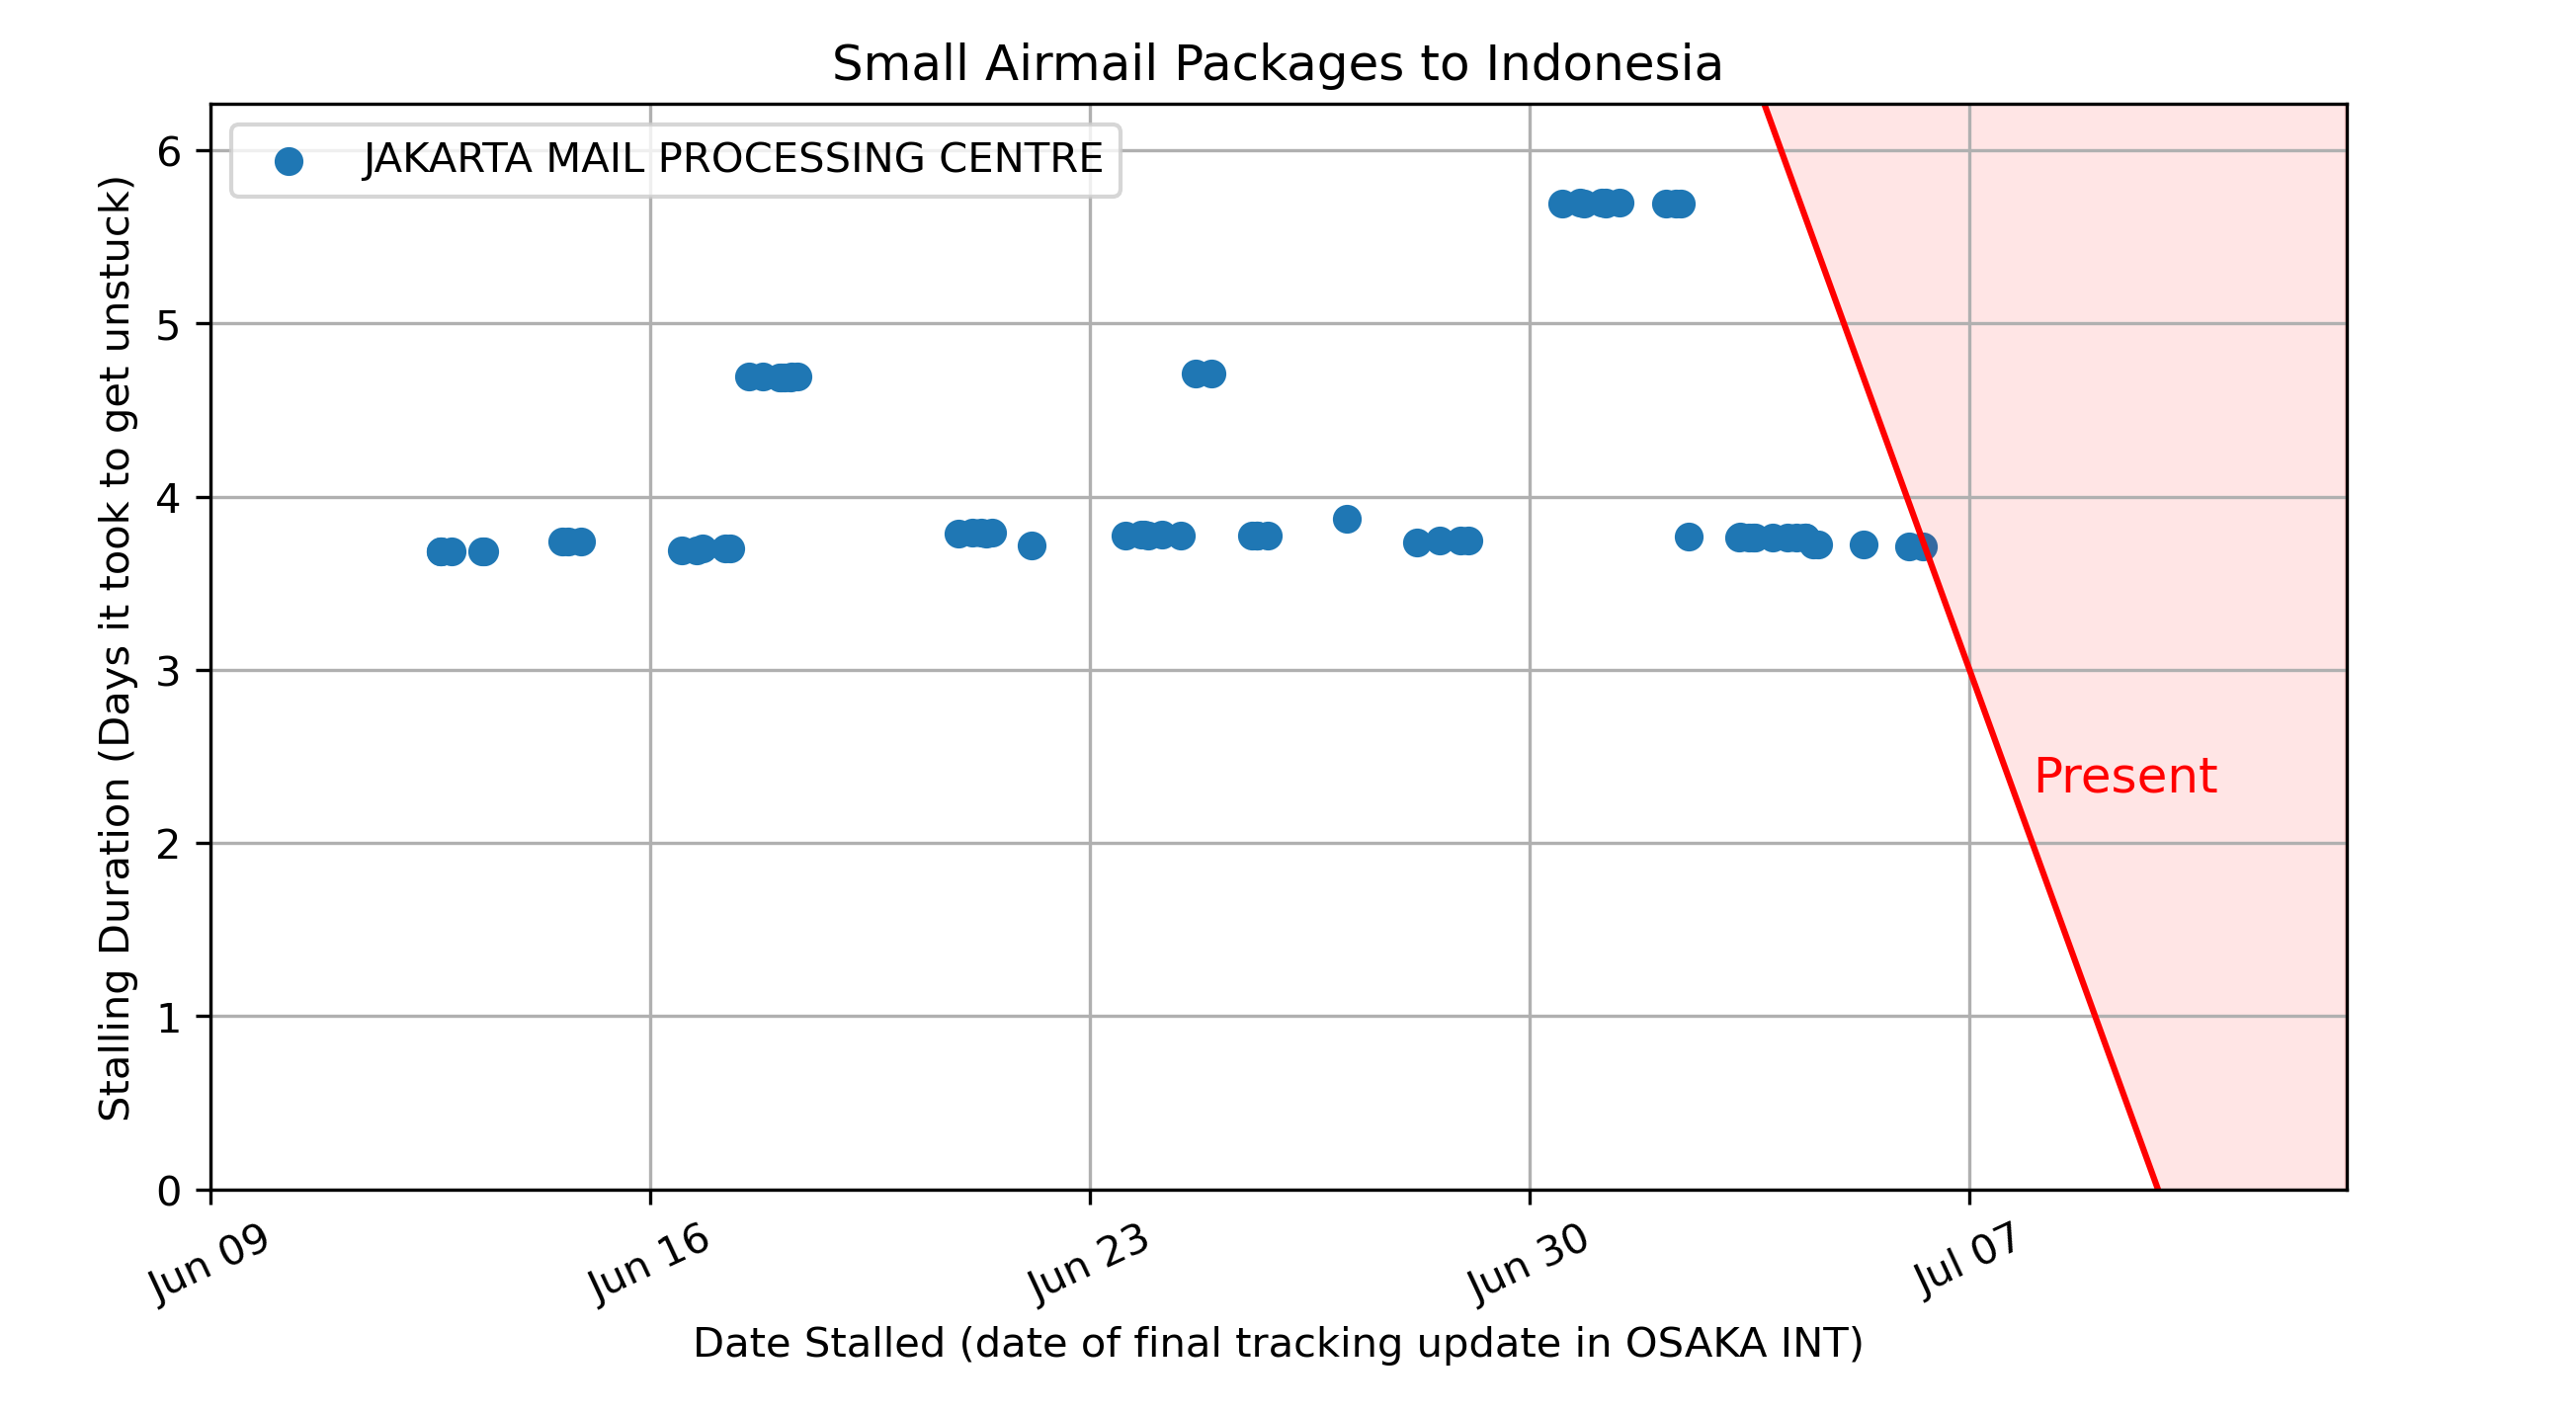 Small Airmail Packages to Indonesia
JAKARTA MAIL PROCESSING CENTRE
Stalling Duration (Days it took to get unstuck)
6
5
4
3
2
1
0
Present
Jun 09
Jun 16
Jun 23
Jun 30
Jul 07
Date Stalled (date of final tracking update in OSAKA INT)